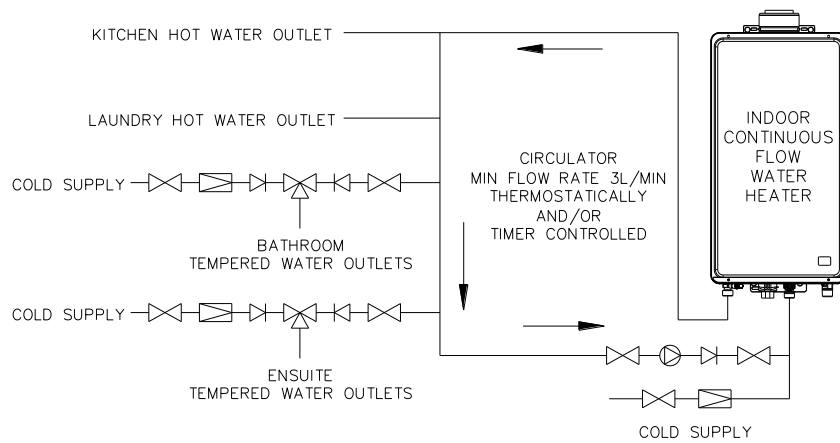 KITCHEN HOT WATER OUTLET
LAUNDRY HOT WATER OUTLET
COLD SUPPLY
BATHROOM
TEMPERED WATER OUTLETS
COLD SUPPLY
ENSUITE
TEMPERED WATER OUTLETS
CIRCULATOR
MIN FLOW RATE 3L/MIN
THERMOSTATICALLY
AND/OR
TIMER CONTROLLED
INDOOR
CONTINUOUS
FLOW
WATER
HEATER
COLD SUPPLY